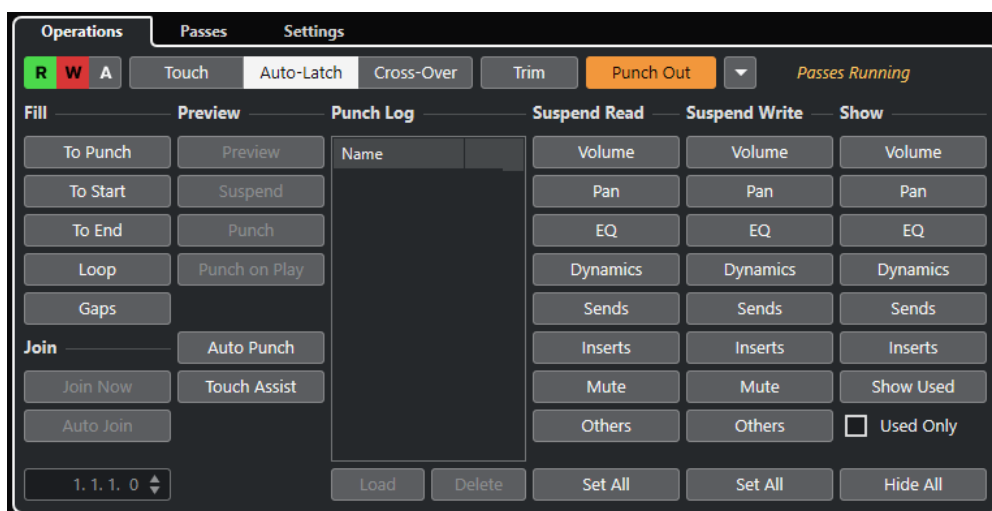 Operations Passes Settings
R W A Touch Auto-Latch Cross-Over Trim Punch Out Passes Running
Fill Preview Punch Log Suspend Read Suspend Write Show
To Punch Preview Name Volume Volume Volume
To Start Suspend Pan Pan Pan
To End Punch EQ EQ EQ
Loop Punch on Play Dynamics Dynamics Dynamics
Gaps Sends Sends Sends
Join Auto Punch Inserts Inserts Inserts
Join Now Touch Assist Mute Mute Show Used
Auto Join Others Others Used Only
1. 1. 1. 0 Load Delete Set All Set All Hide All